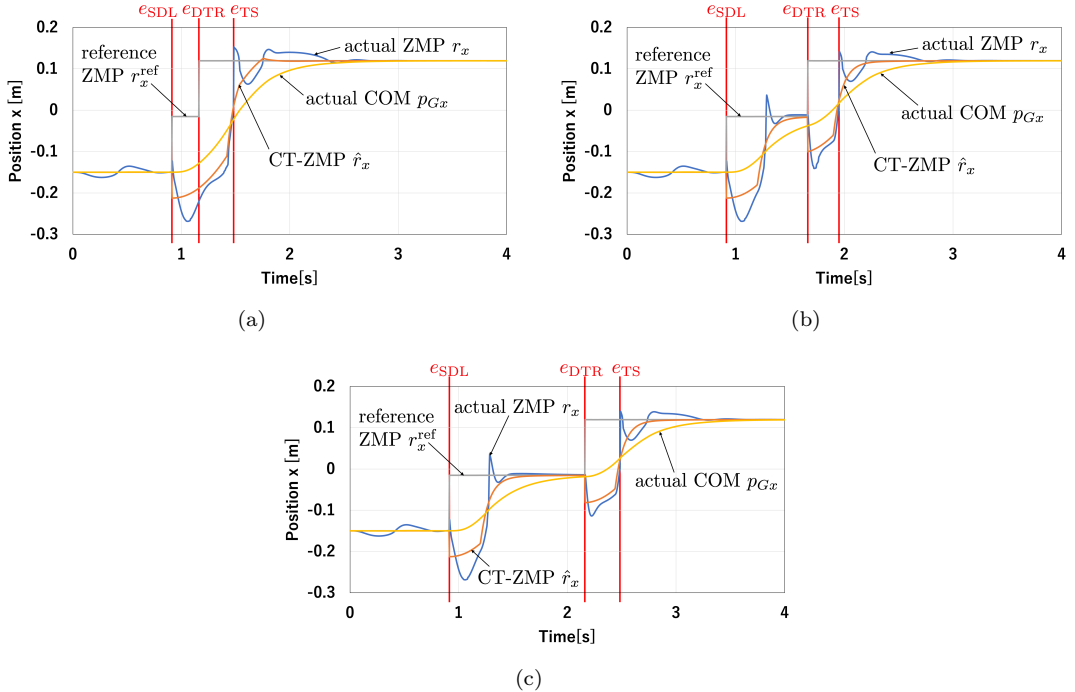 e_SDL e_DTR e_TS
0.2
0.1
0
-0.1
-0.2
-0.3
Position x [m]
reference
ZMP r_x^ref
actual ZMP r_x
actual COM p_Gx
CT-ZMP r̂_x
0 1 2 3 4
Time[s]
(a)
e_SDL e_DTR e_TS
0.2
0.1
0
-0.1
-0.2
-0.3
Position x [m]
reference
ZMP r_x^ref
actual ZMP r_x
actual COM p_Gx
CT-ZMP r̂_x
0 1 2 3 4
Time[s]
(b)
e_SDL e_DTR e_TS
0.2
0.1
0
-0.1
-0.2
-0.3
Position x [m]
reference
ZMP r_x^ref
actual ZMP r_x
actual COM p_Gx
CT-ZMP r̂_x
0 1 2 3 4
Time[s]
(c)